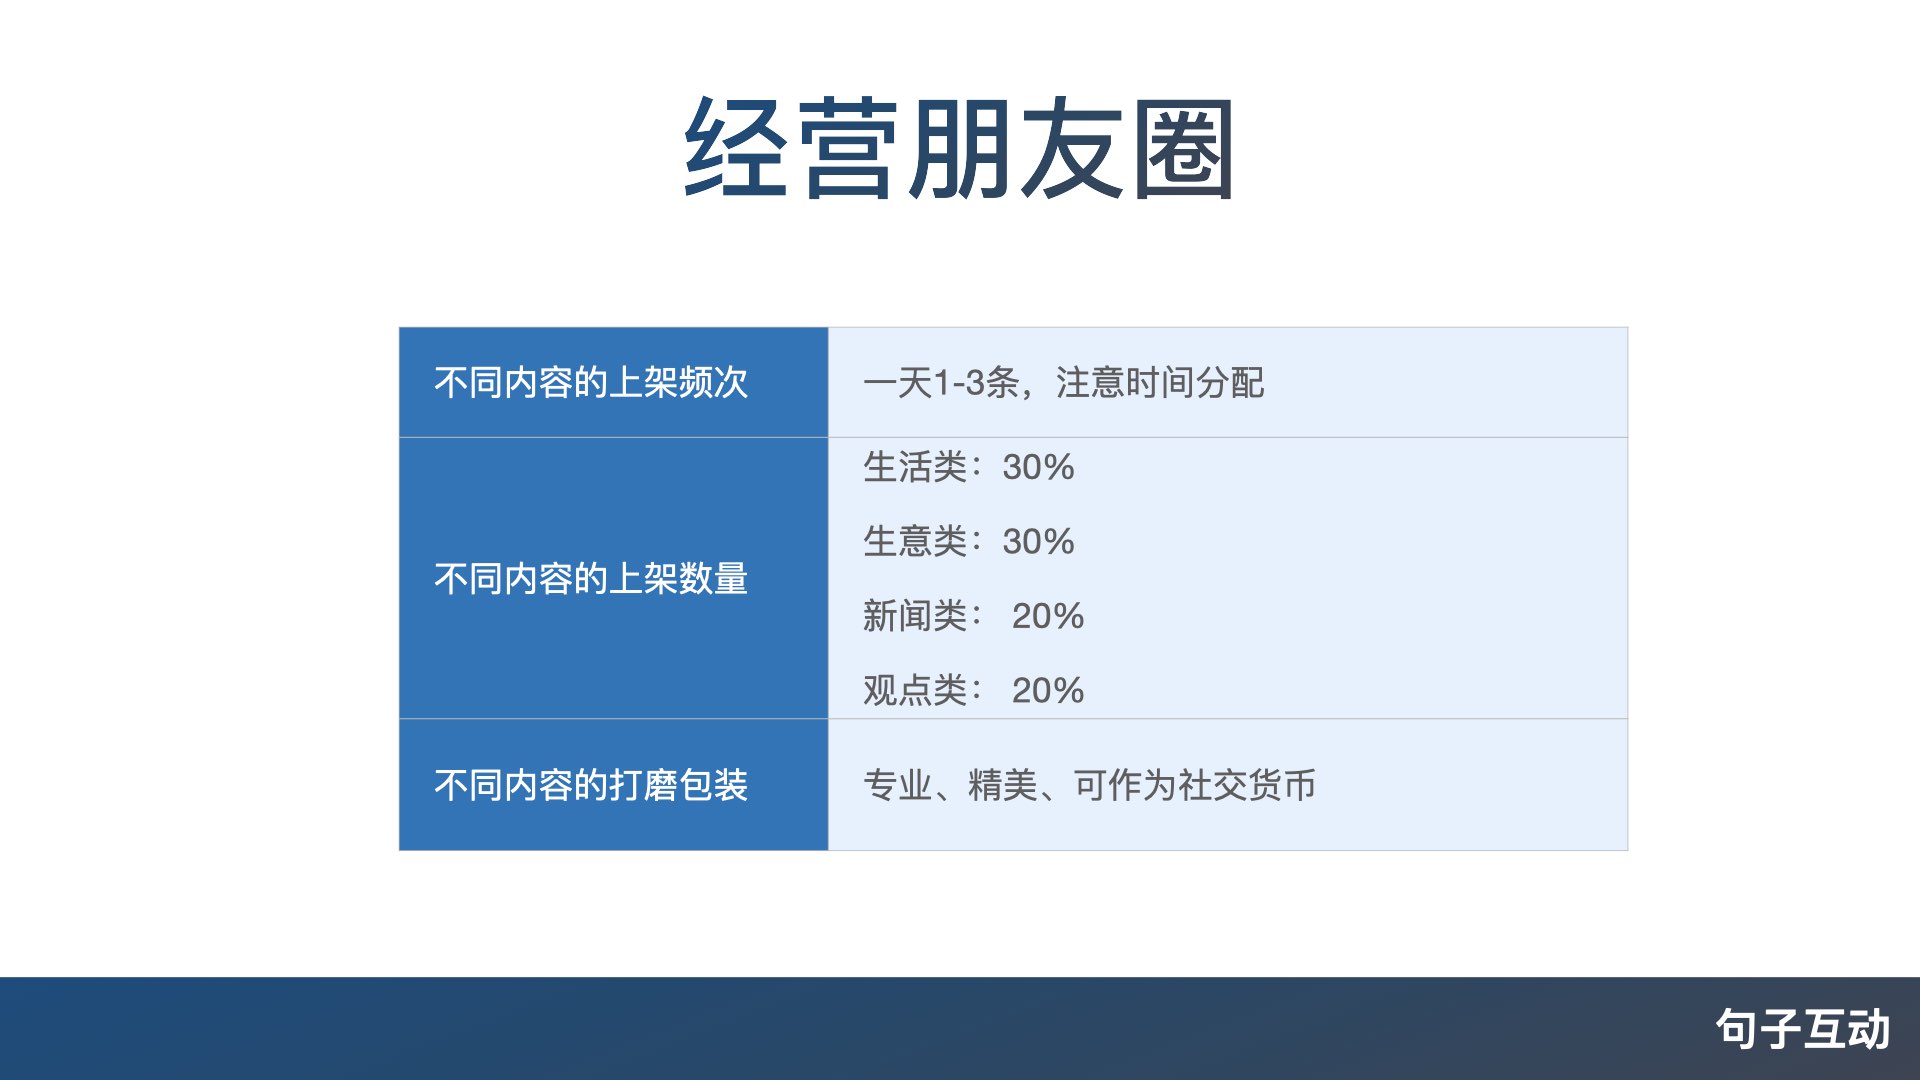 经营朋友圈
不同内容的上架频次
一天1-3条，注意时间分配
不同内容的上架数量
生活类：30%
生意类：30%
新闻类： 20%
观点类： 20%
不同内容的打磨包装
专业、精美、可作为社交货币
句子互动